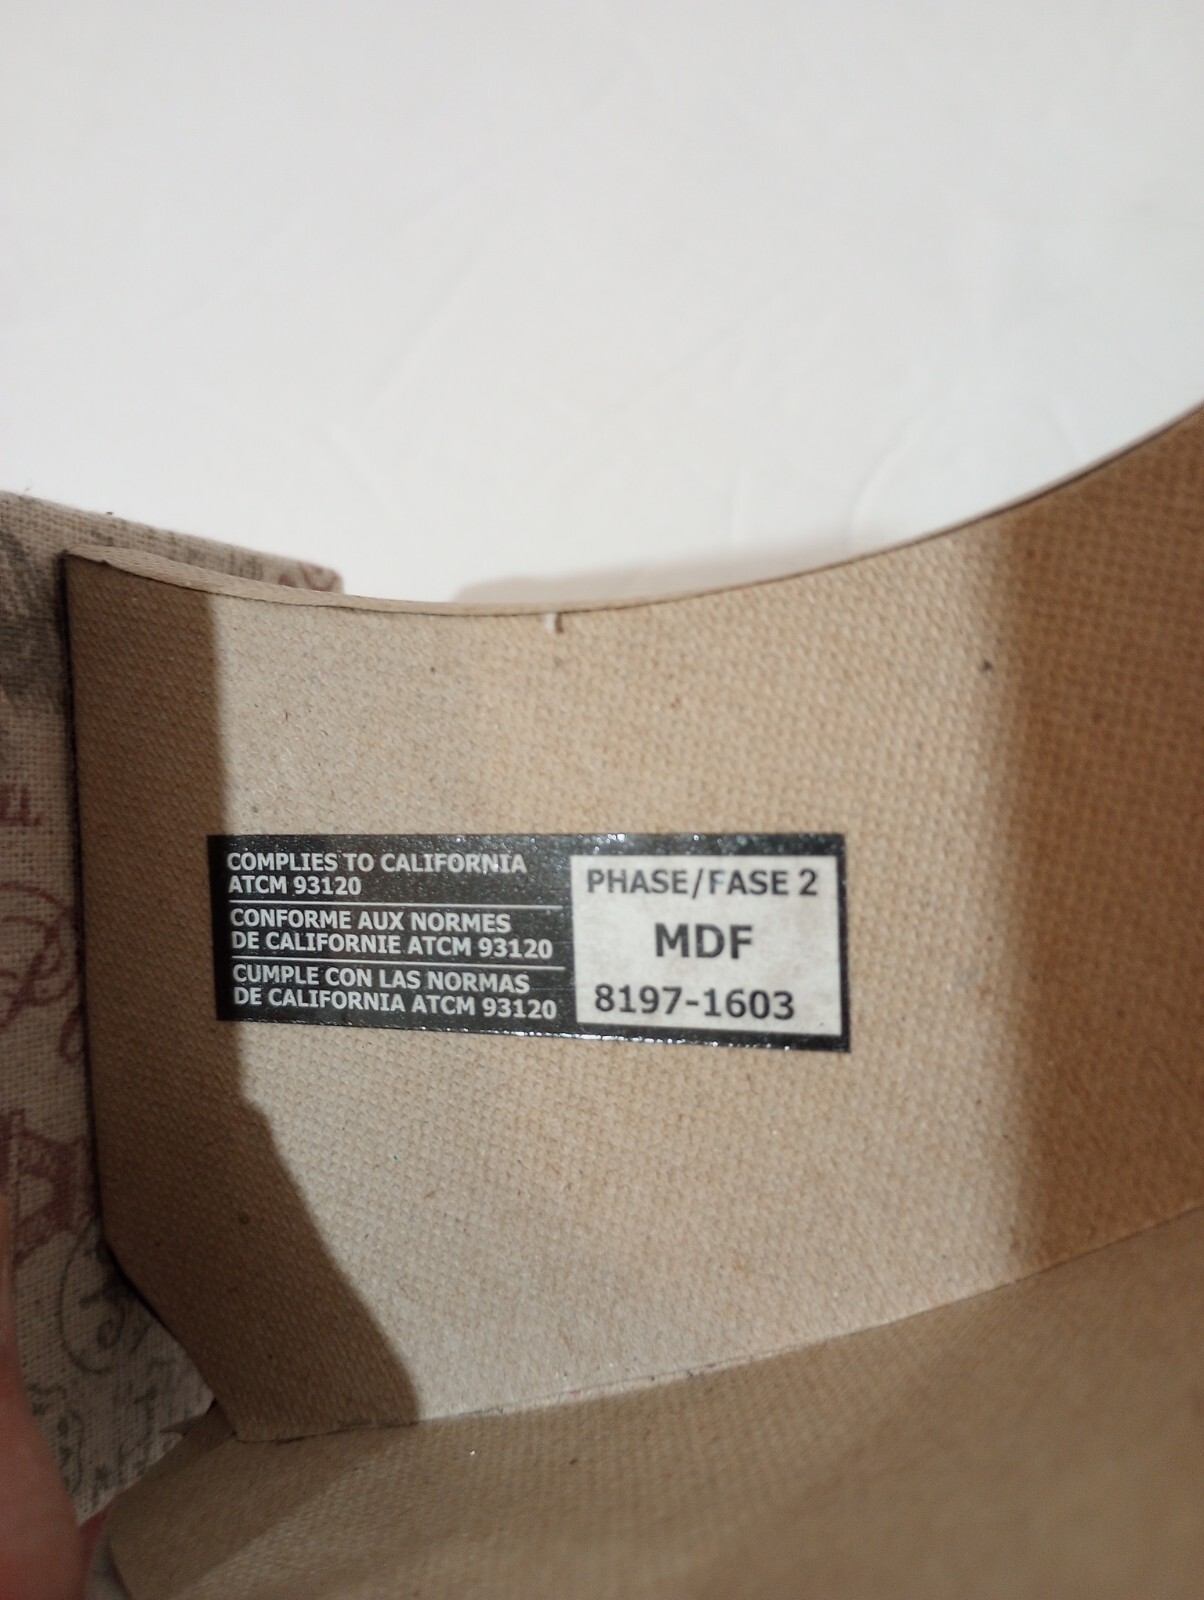 COMPLIES TO CALIFORNIA
ATCM 93120
CONFORME AUX NORMES
DE CALIFORNIE ATCM 93120
CUMPLE CON LAS NORMAS
DE CALIFORNIA ATCM 93120
PHASE/FASE 2
MDF
8197-1603